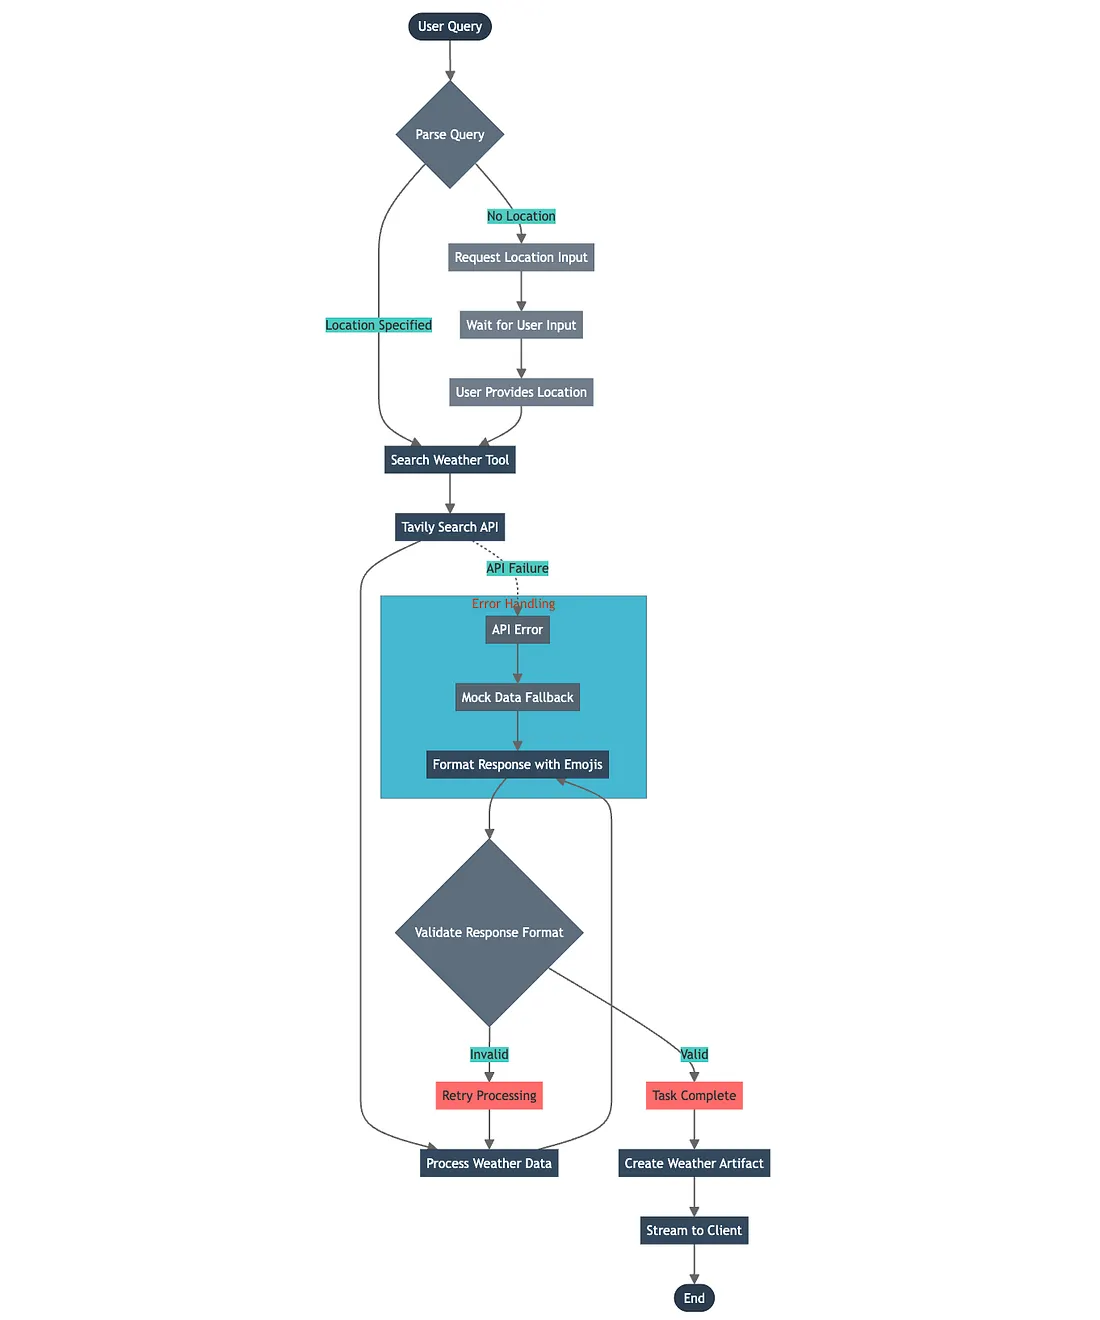 User Query
Parse Query
No Location
Request Location Input
Location Specified
Wait for User Input
User Provides Location
Search Weather Tool
Tavily Search API
API Failure
Error Handling
API Error
Mock Data Fallback
Format Response with Emojis
Validate Response Format
Invalid
Valid
Retry Processing
Task Complete
Process Weather Data
Create Weather Artifact
Stream to Client
End